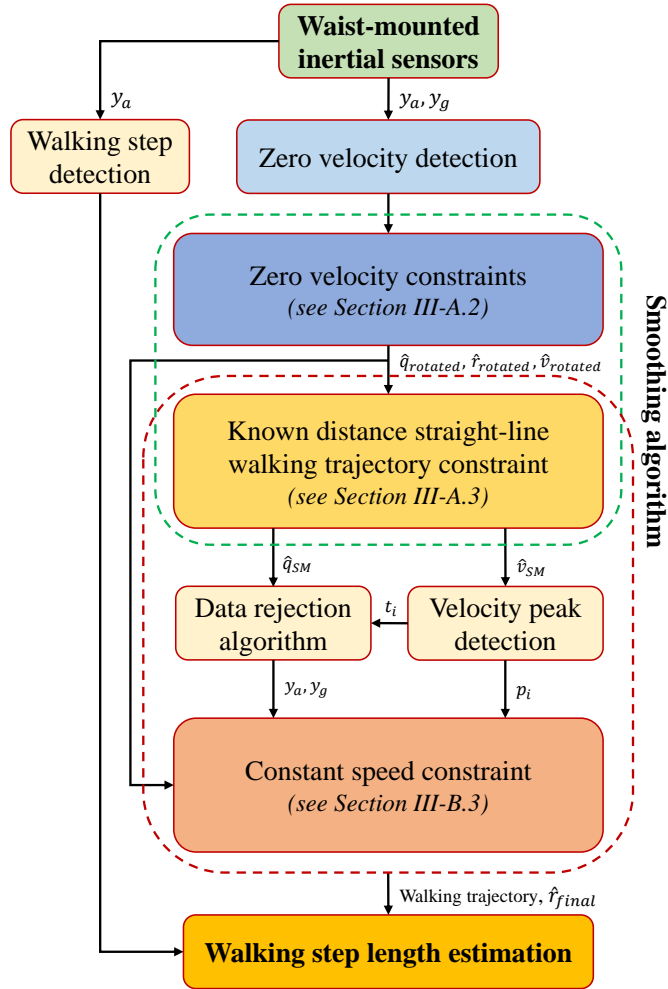 Waist-mounted
inertial sensors
y_a
y_a, y_g
Walking step
detection
Zero velocity detection
Zero velocity constraints
(see Section III-A.2)
q̂_rotated, r̂_rotated, v̂_rotated
Known distance straight-line
walking trajectory constraint
(see Section III-A.3)
Smoothing algorithm
q̂_SM
v̂_SM
Data rejection
algorithm
t_i
Velocity peak
detection
y_a, y_g
p_i
Constant speed constraint
(see Section III-B.3)
Walking trajectory, r̂_final
Walking step length estimation